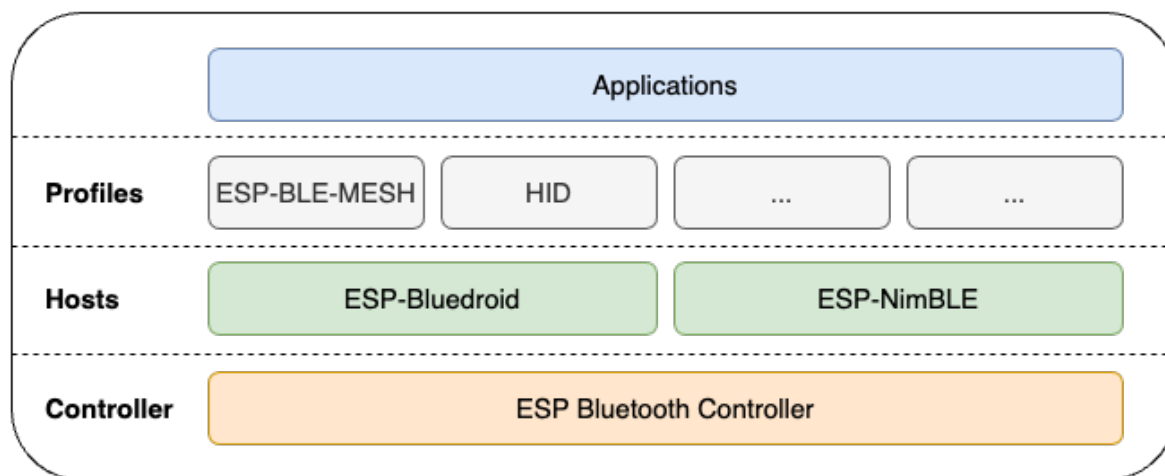 Applications
Profiles
ESP-BLE-MESH
HID
...
...
Hosts
ESP-Bluedroid
ESP-NimBLE
Controller
ESP Bluetooth Controller